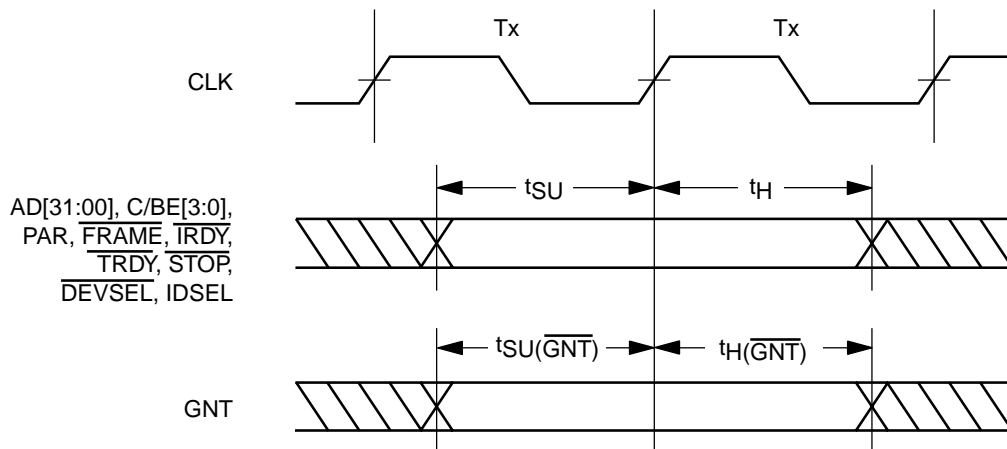 Tx Tx
CLK
tSU tH
AD[31:00], C/BE[3:0],
PAR, FRAME, IRDY,
TRDY, STOP,
DEVSEL, IDSEL
tSU(GNT) tH(GNT)
GNT